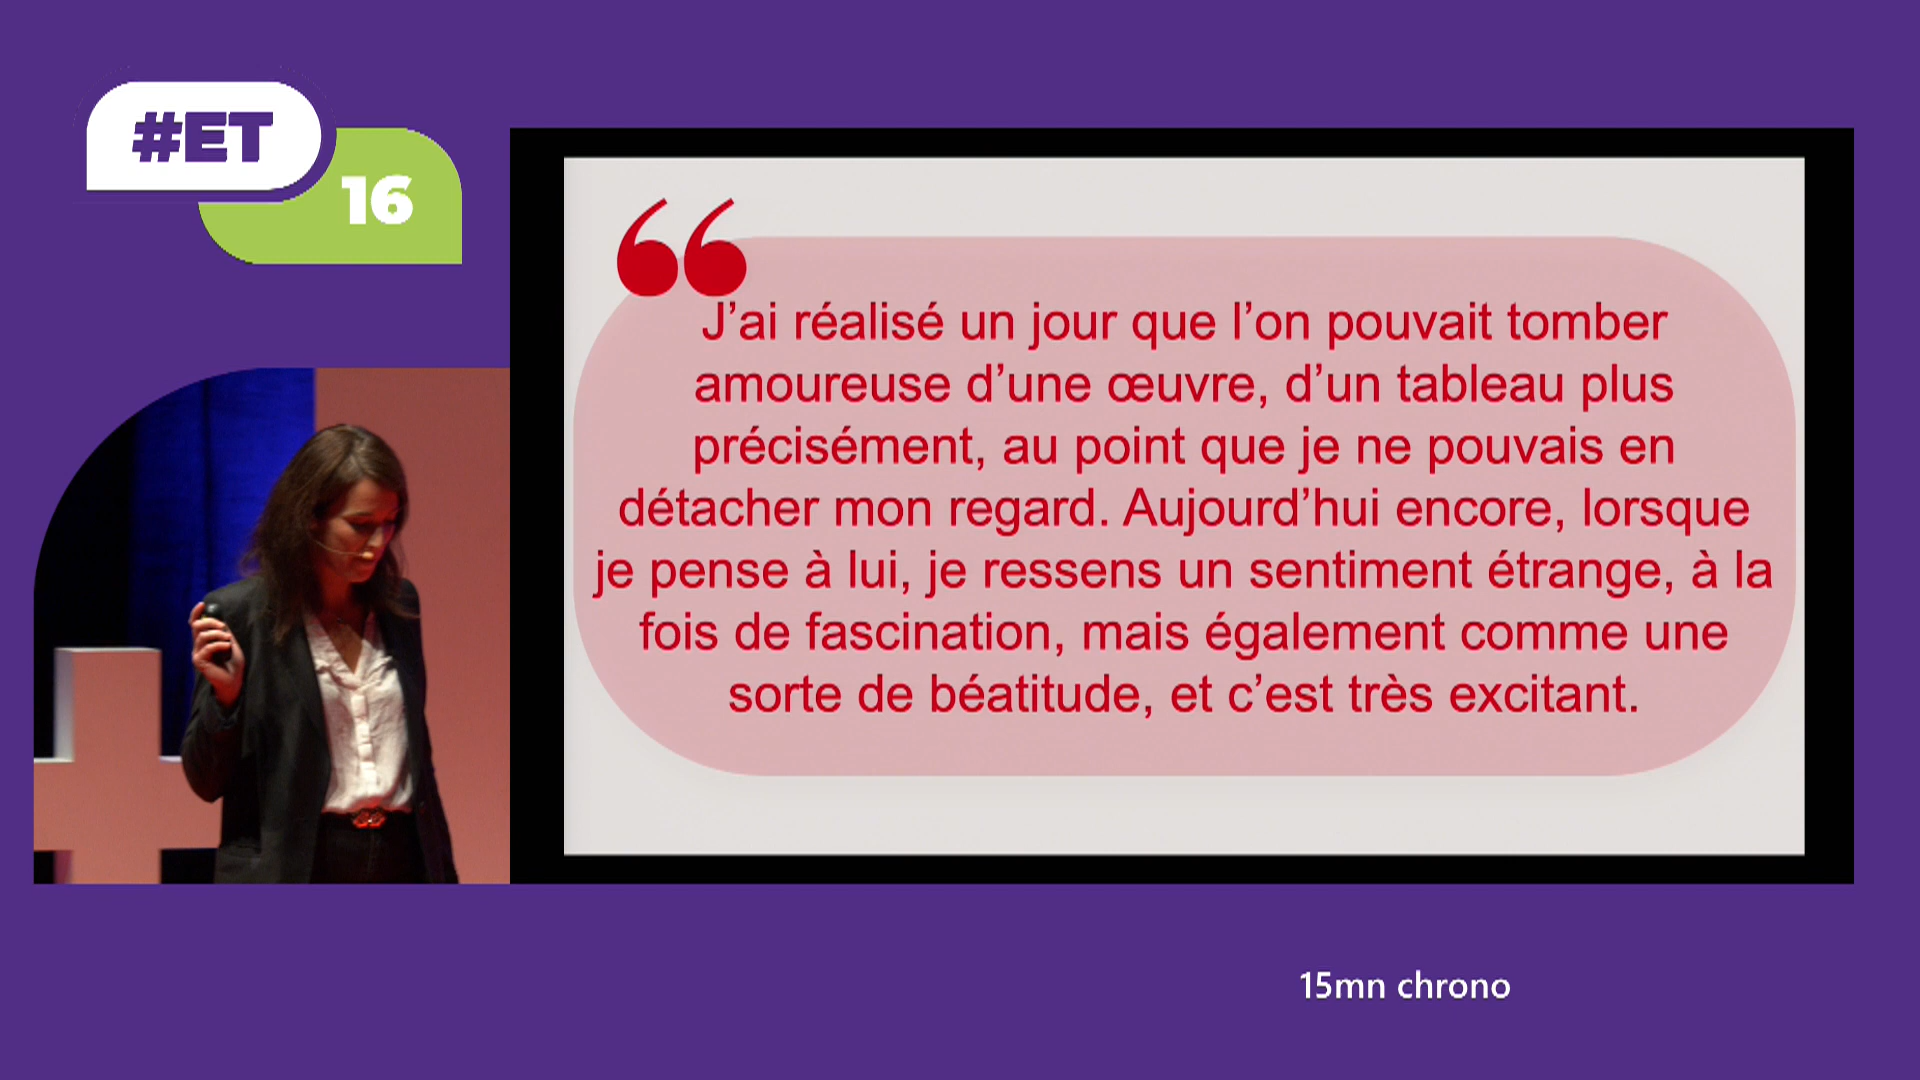 #ET
16
J’ai réalisé un jour que l’on pouvait tomber
amoureuse d’une œuvre, d’un tableau plus
précisément, au point que je ne pouvais en
détacher mon regard. Aujourd’hui encore, lorsque
je pense à lui, je ressens un sentiment étrange, à la
fois de fascination, mais également comme une
sorte de béatitude, et c’est très excitant.
15mn chrono